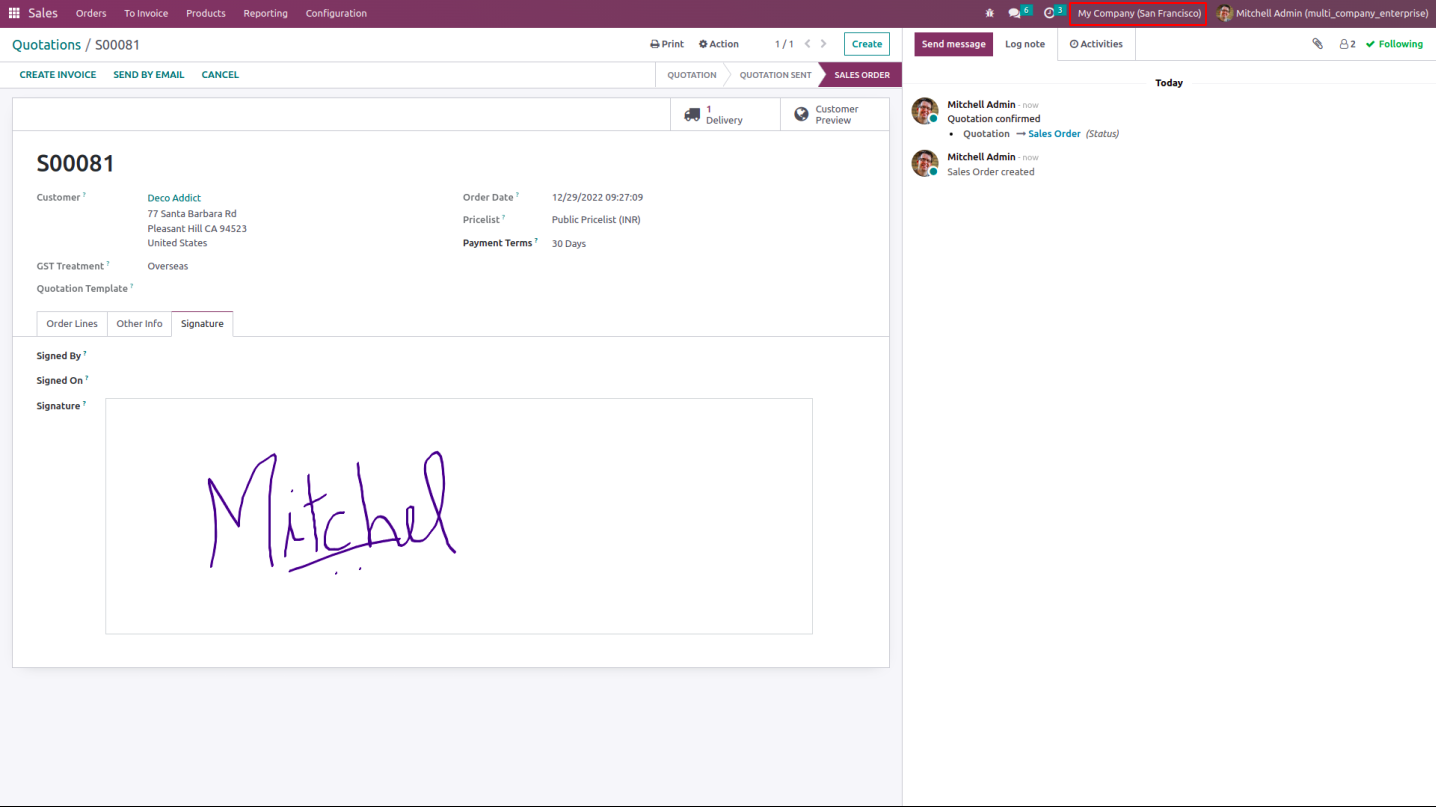 Sales Orders To Invoice Products Reporting Configuration 6 3 My Company (San Francisco) Mitchell Admin (multi_company_enterprise)
Quotations / S00081 Print Action 1 / 1 Create
CREATE INVOICE SEND BY EMAIL CANCEL QUOTATION QUOTATION SENT SALES ORDER
1 Delivery
Customer Preview
S00081
Customer ? Deco Addict
77 Santa Barbara Rd
Pleasant Hill CA 94523
United States
GST Treatment ? Overseas
Quotation Template ?
Order Date ? 12/29/2022 09:27:09
Pricelist ? Public Pricelist (INR)
Payment Terms ? 30 Days
Order Lines Other Info Signature
Signed By ?
Signed On ?
Signature ?
Mitchel
Send message Log note Activities 2 Following
Today
Mitchell Admin - now
Quotation confirmed
• Quotation → Sales Order (Status)
Mitchell Admin - now
Sales Order created